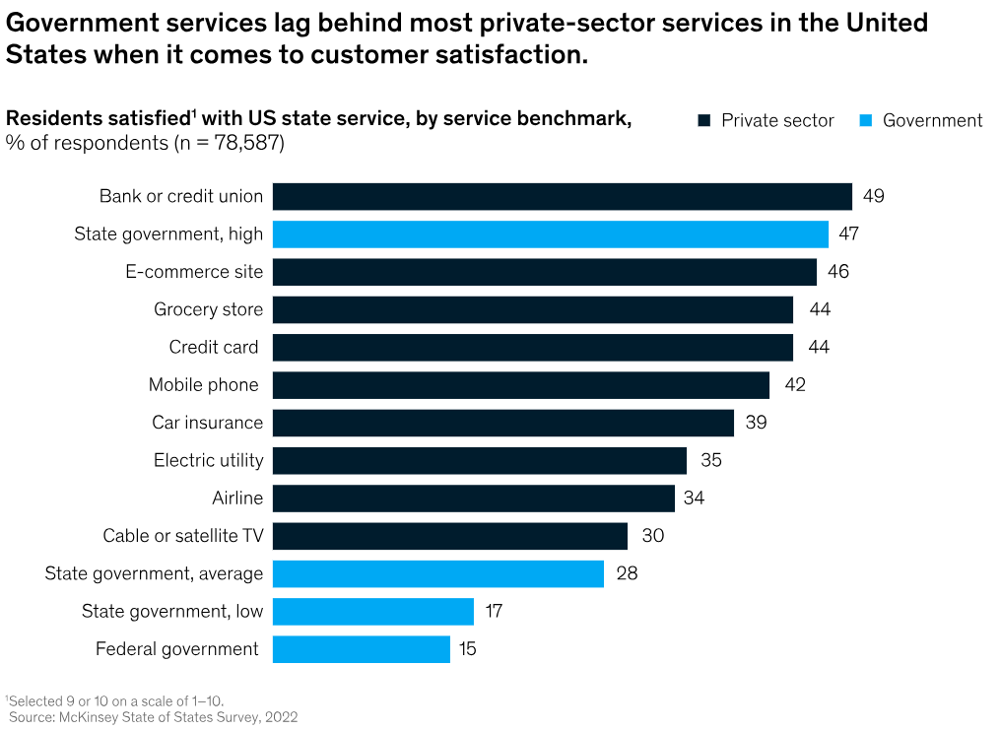 Government services lag behind most private-sector services in the United
States when it comes to customer satisfaction.
Residents satisfied¹ with US state service, by service benchmark,
% of respondents (n = 78,587)
Private sector
Government
Bank or credit union 49
State government, high 47
E-commerce site 46
Grocery store 44
Credit card 44
Mobile phone 42
Car insurance 39
Electric utility 35
Airline 34
Cable or satellite TV 30
State government, average 28
State government, low 17
Federal government 15
¹Selected 9 or 10 on a scale of 1–10.
Source: McKinsey State of States Survey, 2022